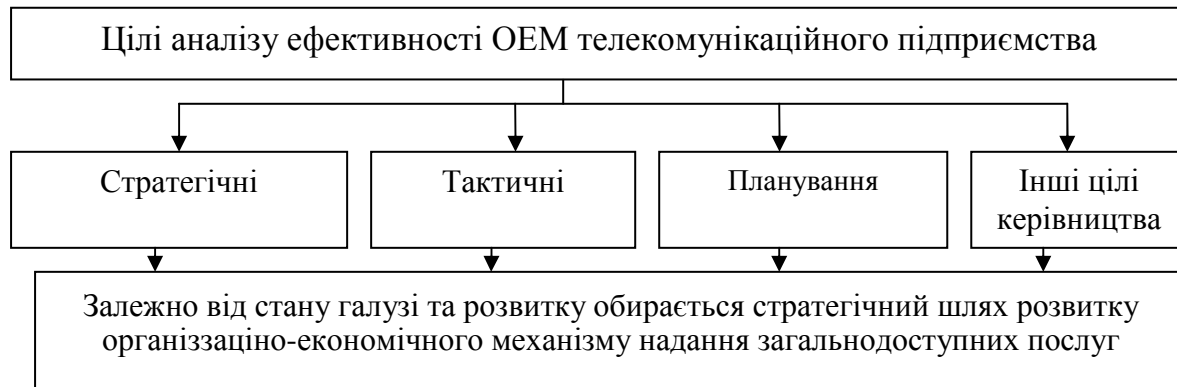 Цілі аналізу ефективності ОЕМ телекомунікаційного підприємства
Стратегічні
Тактичні
Планування
Інші цілі
керівництва
Залежно від стану галузі та розвитку обирається стратегічний шлях розвитку
організзаціно-економічного механізму надання загальнодоступних послуг